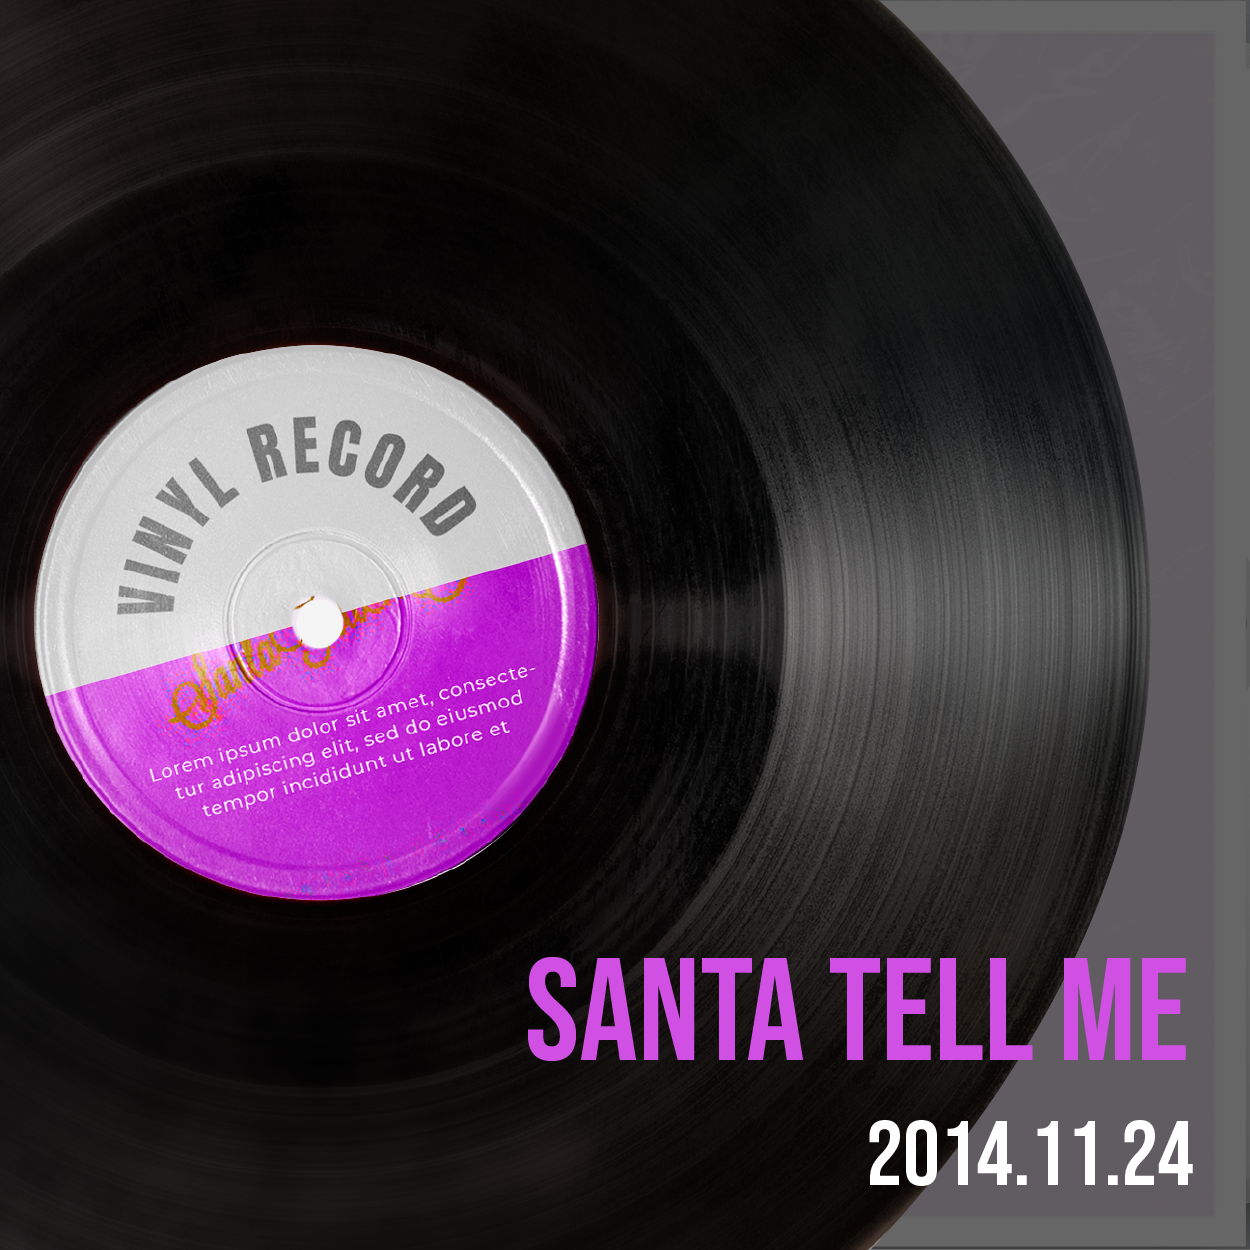 VINYL RECORD
Santa
Lorem ipsum dolor sit amet, consecte-
tur adipiscing elit, sed do eiusmod
tempor incididunt ut labore et
SANTA TELL ME
2014.11.24